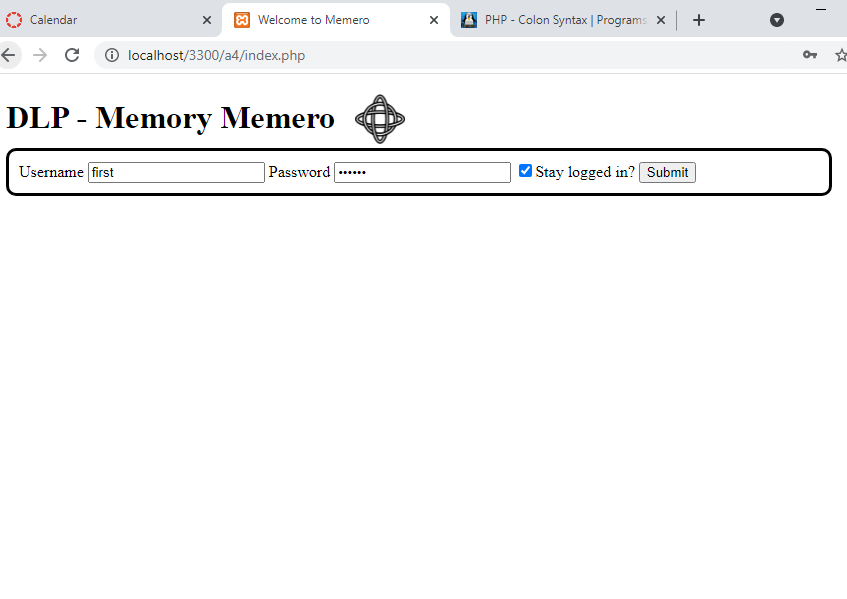 Calendar
Welcome to Memero
PHP - Colon Syntax | Programs
localhost/3300/a4/index.php
DLP - Memory Memero
Username first Password •••••• Stay logged in? Submit